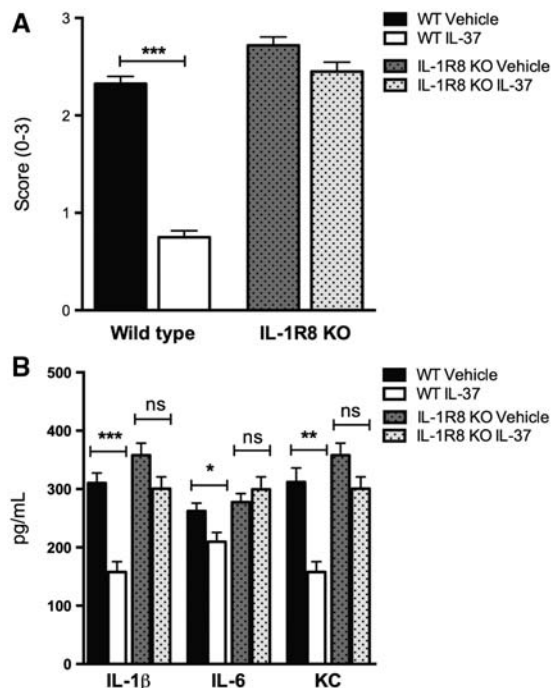 A
WT Vehicle
WT IL-37
IL-1R8 KO Vehicle
IL-1R8 KO IL-37
Score (0-3)
3
2
1
0
***
Wild type
IL-1R8 KO
B
WT Vehicle
WT IL-37
IL-1R8 KO Vehicle
IL-1R8 KO IL-37
pg/mL
500
400
300
200
100
0
***
ns
*
ns
**
ns
IL-1β
IL-6
KC